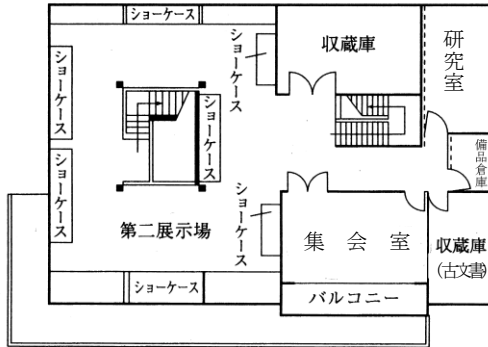 ショーケース
ショーケース
収蔵庫
研究室
ショーケース
ショーケース
備品倉庫
ショーケース
ショーケース
第二展示場
集会室
収蔵庫
(古文書)
ショーケース
バルコニー